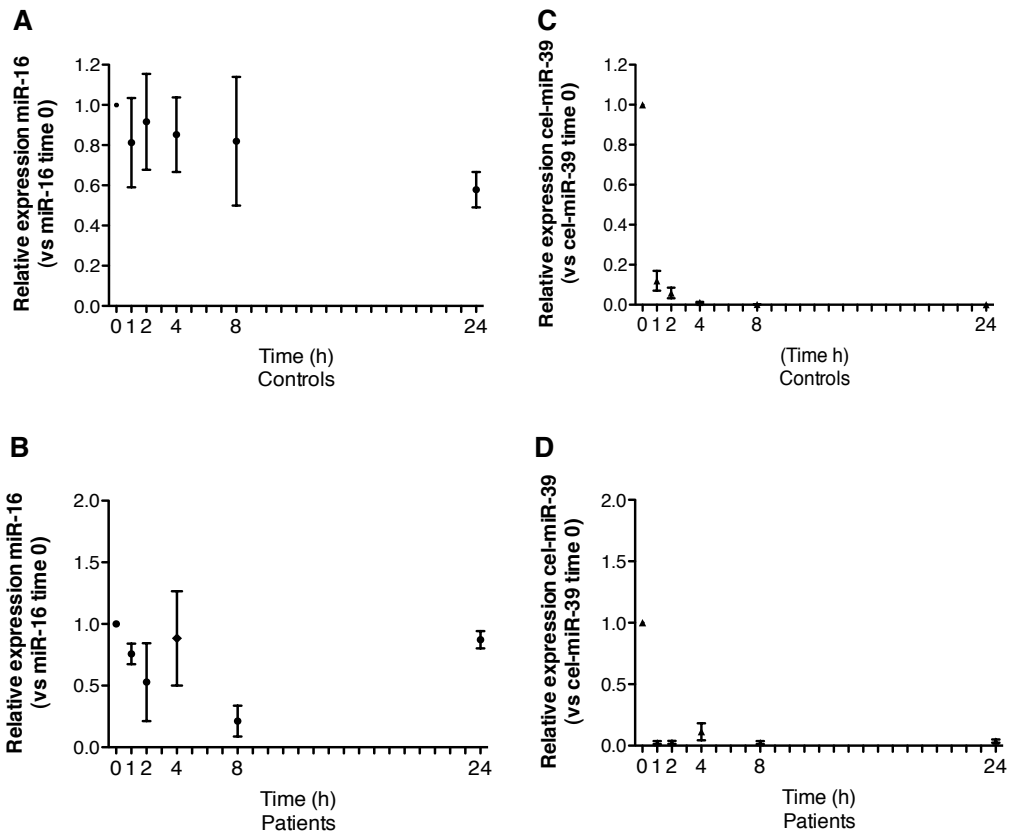 A
Relative expression miR-16
(vs miR-16 time 0)
1.2
1.0
0.8
0.6
0.4
0.2
0.0
0 1 2 4 8 24
Time (h)
Controls
C
Relative expression cel-miR-39
(vs cel-miR-39 time 0)
1.2
1.0
0.8
0.6
0.4
0.2
0.0
0 1 2 4 8 24
(Time h)
Controls
B
Relative expression miR-16
(vs miR-16 time 0)
2.0
1.5
1.0
0.5
0.0
0 1 2 4 8 24
Time (h)
Patients
D
Relative expression cel-miR-39
(vs cel-miR-39 time 0)
2.0
1.5
1.0
0.5
0.0
0 1 2 4 8 24
Time (h)
Patients